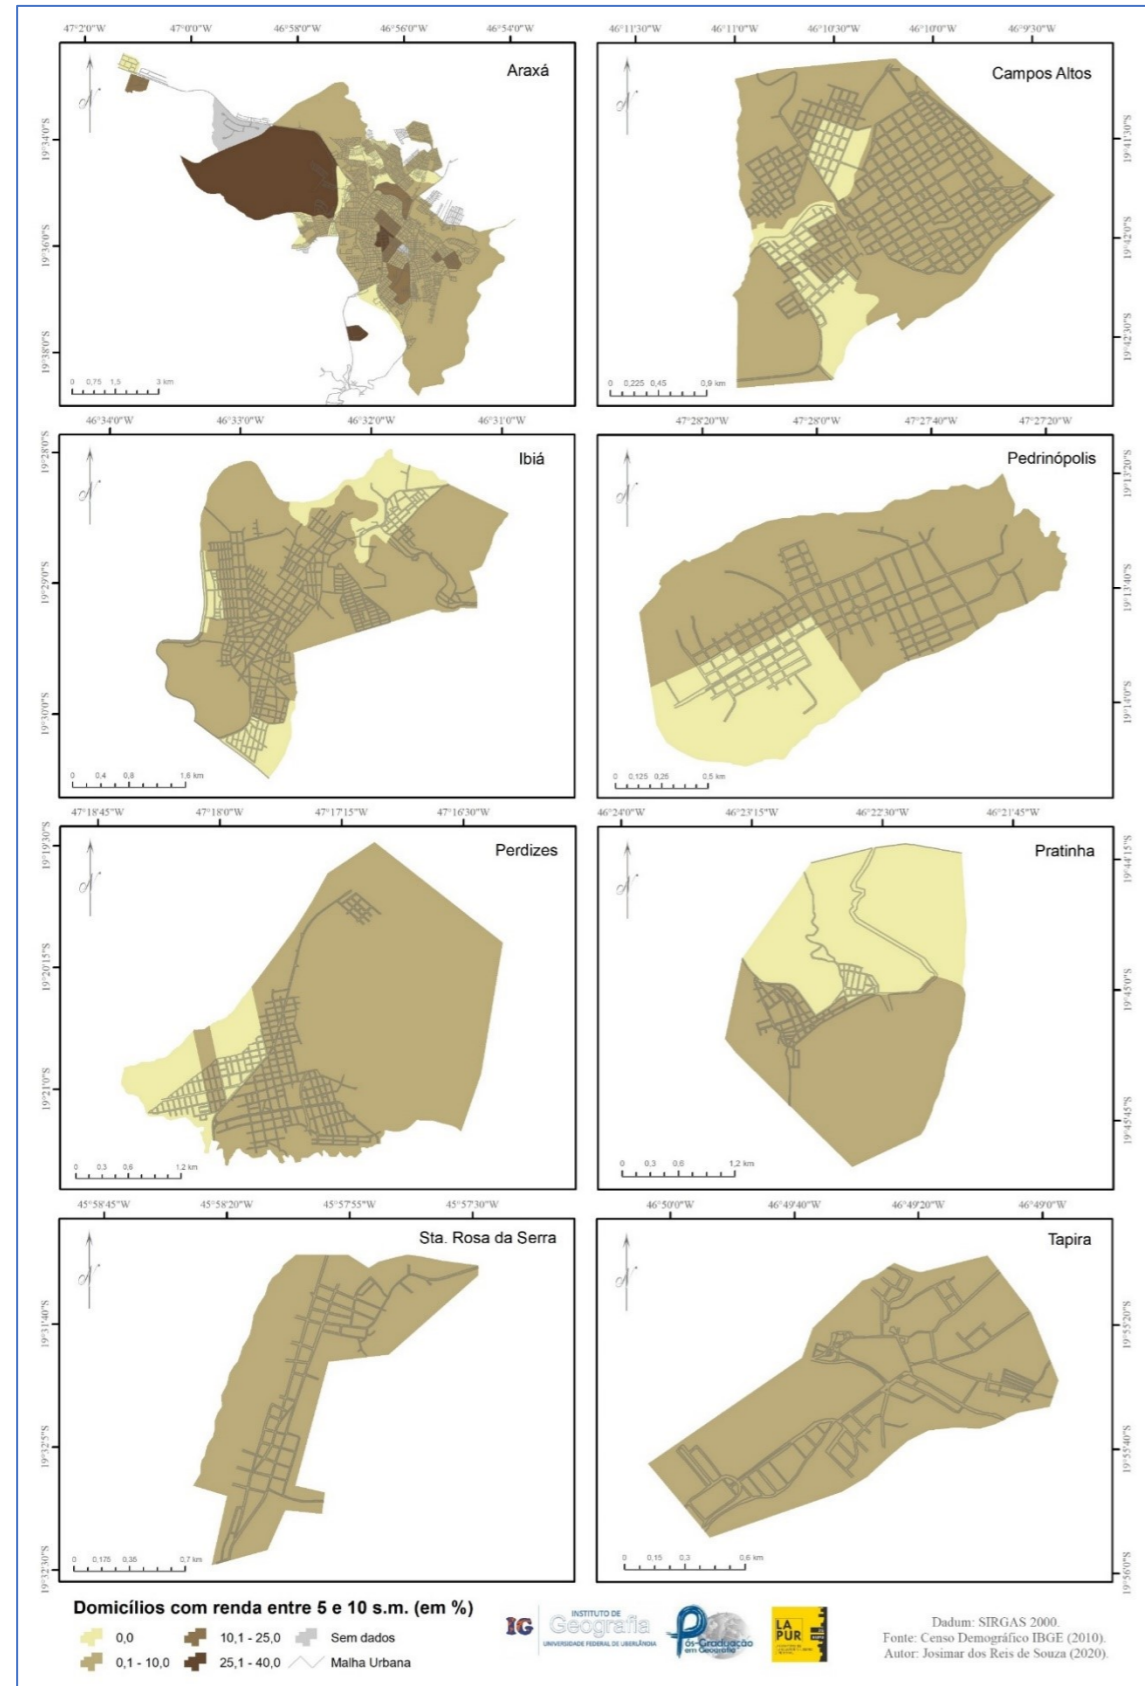 47°2'0"W 47°0'0"W 46°58'0"W 46°56'0"W 46°54'0"W
46°11'30"W 46°11'0"W 46°10'30"W 46°10'0"W 46°9'30"W
Araxá
Campos Altos
19°34'0"S
19°36'0"S
19°38'0"S
19°41'30"S
19°42'0"S
19°42'30"S
0 0,75 1,5 3 km
0 0,225 0,45 0,9 km
46°34'0"W 46°33'0"W 46°32'0"W 46°31'0"W
47°28'20"W 47°28'0"W 47°27'40"W 47°27'20"W
Ibiá
Pedrinópolis
19°28'0"S
19°29'0"S
19°30'0"S
19°13'20"S
19°13'40"S
19°14'0"S
0 0,4 0,8 1,6 km
0 0,125 0,25 0,5 km
47°18'45"W 47°18'0"W 47°17'15"W 47°16'30"W
46°24'0"W 46°23'15"W 46°22'30"W 46°21'45"W
Perdizes
Pratinha
19°19'30"S
19°20'15"S
19°21'0"S
19°44'15"S
19°45'0"S
19°45'45"S
0 0,3 0,6 1,2 km
0 0,3 0,6 1,2 km
45°58'45"W 45°58'20"W 45°57'55"W 45°57'30"W
46°50'0"W 46°49'40"W 46°49'20"W 46°49'0"W
Sta. Rosa da Serra
Tapira
19°31'40"S
19°32'5"S
19°55'20"S
19°55'40"S
19°56'0"S
0 0,175 0,35 0,7 km
0 0,15 0,3 0,6 km
Domicílios com renda entre 5 e 10 s.m. (em %)
0,0 10,1 - 25,0 Sem dados
0,1 - 10,0 25,1 - 40,0 Malha Urbana
IG
INSTITUTO DE
Geografia
UNIVERSIDADE FEDERAL DE UBERLÂNDIA
Pós-Graduação
em Geografia
LA
PUR
Dadum: SIRGAS 2000.
Fonte: Censo Demográfico IBGE (2010).
Autor: Josimar dos Reis de Souza (2020).